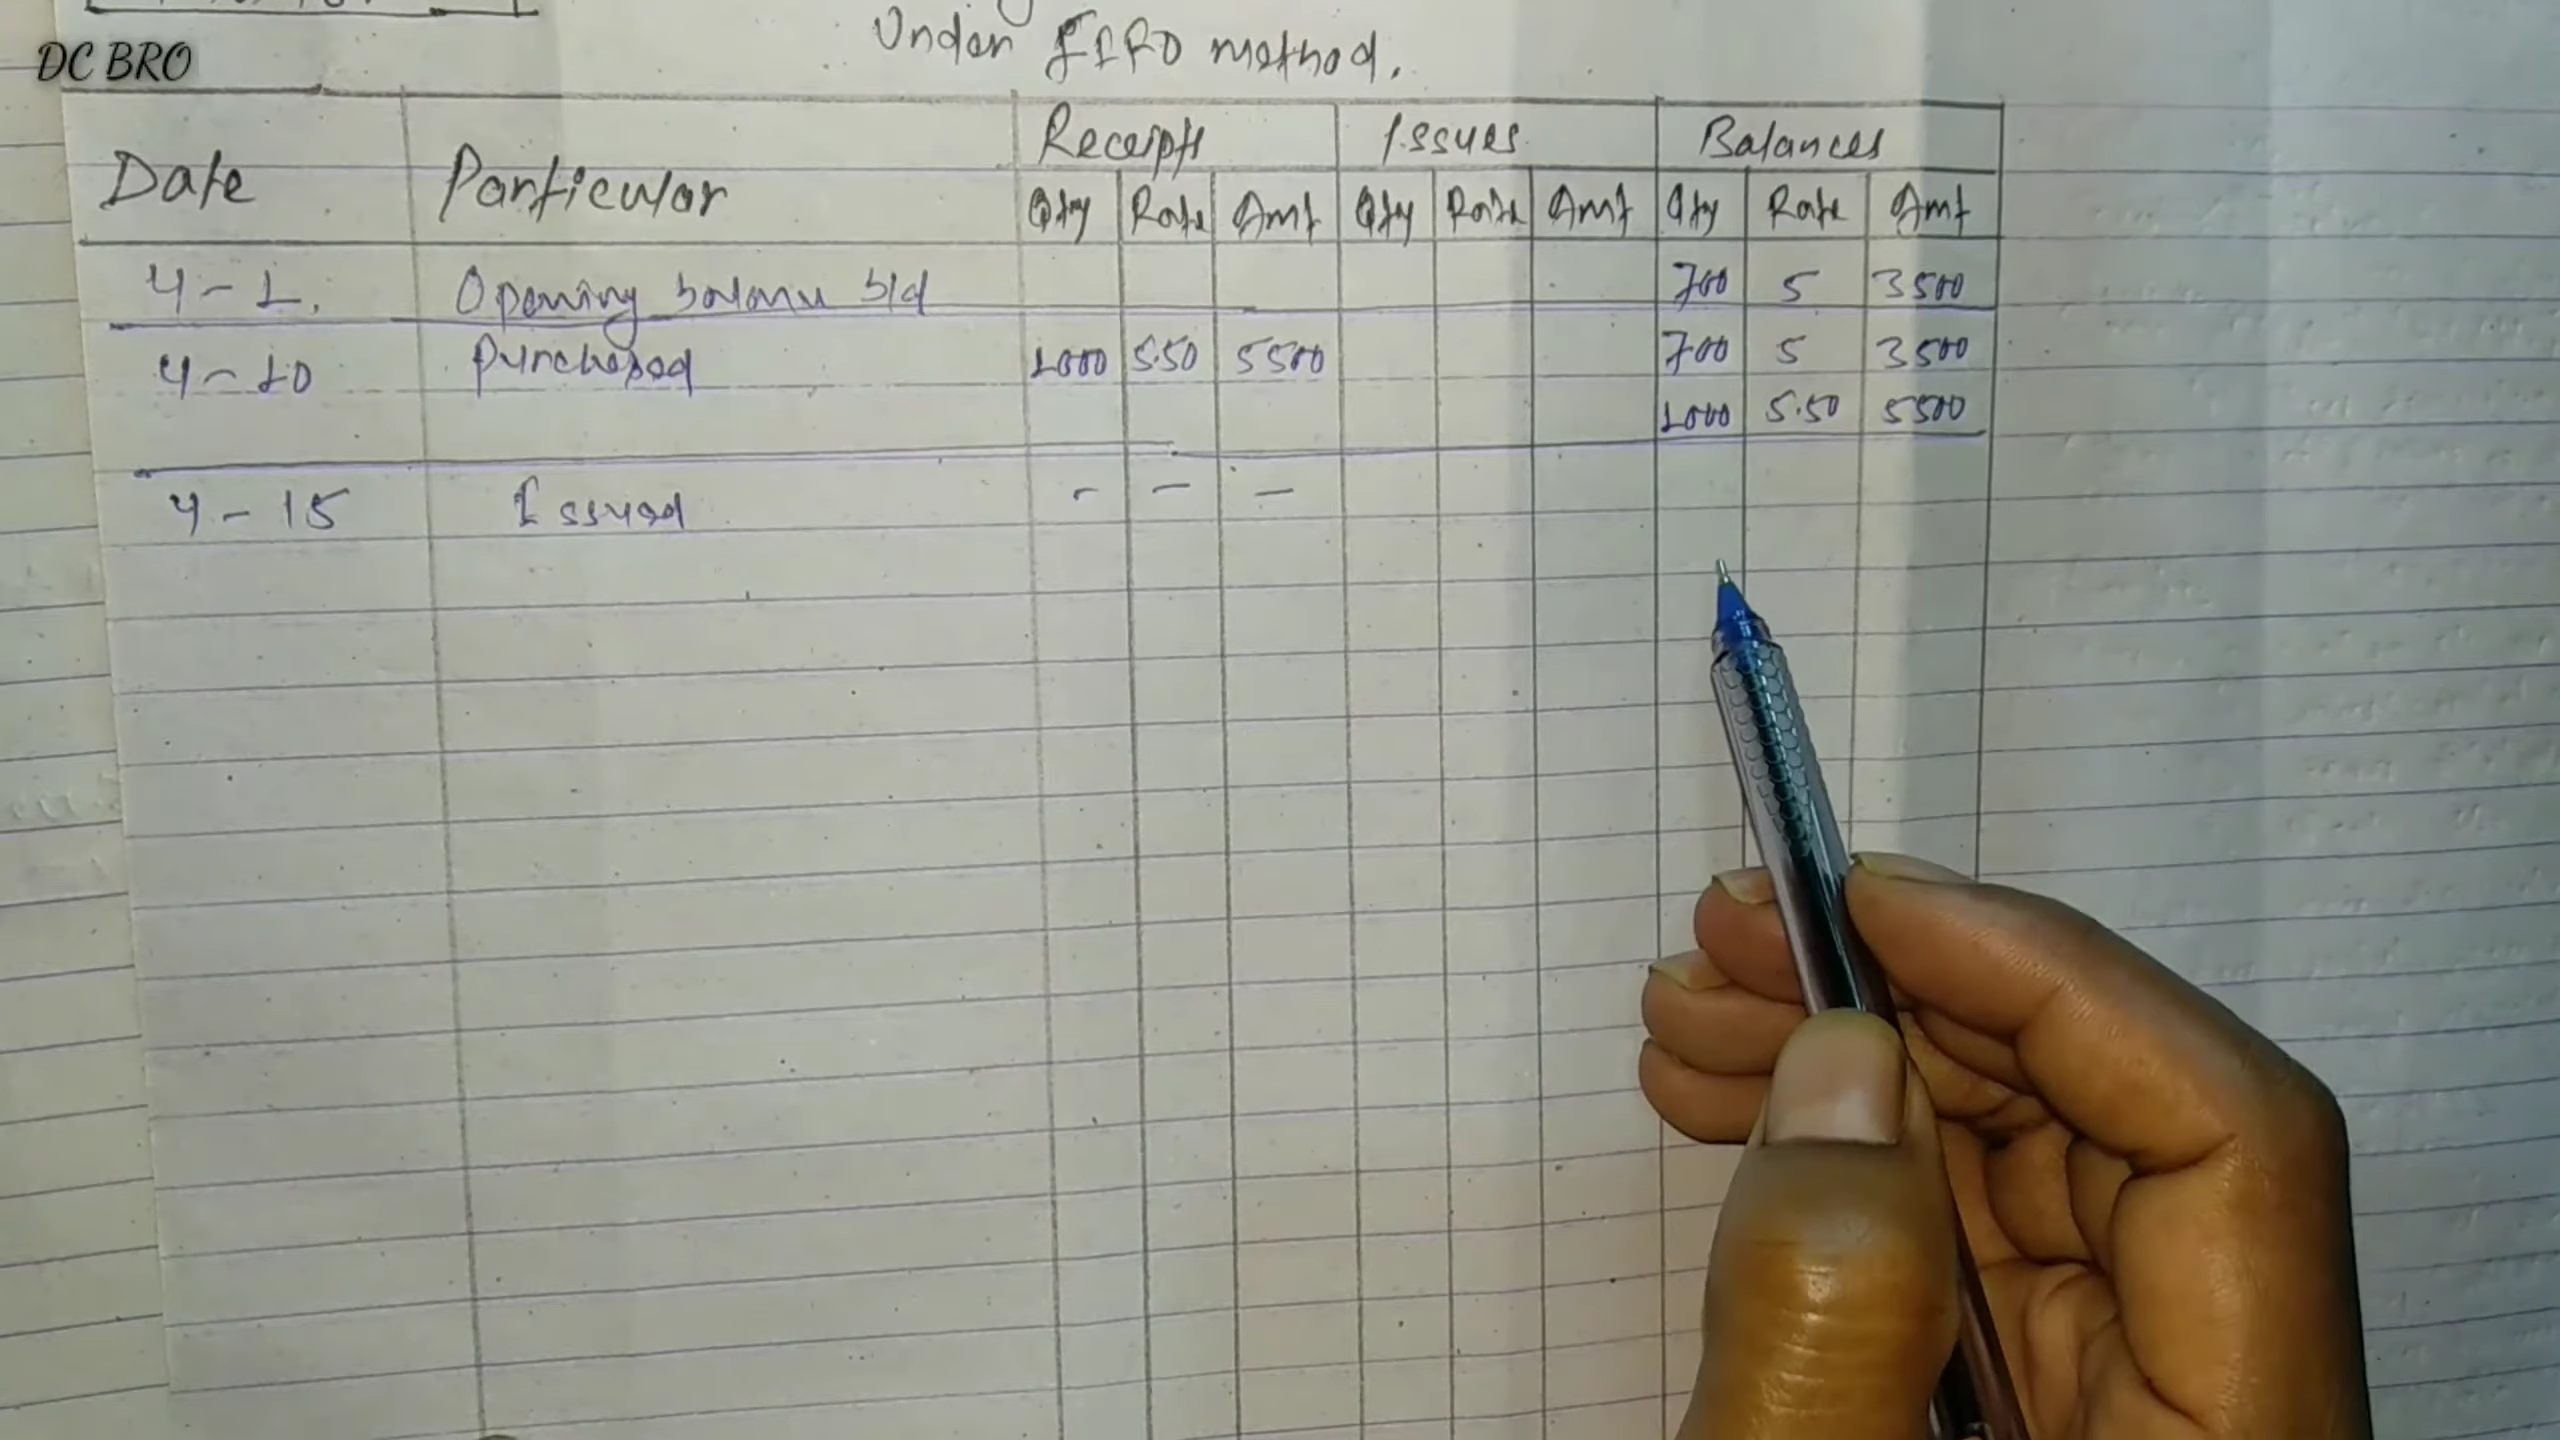 DC BRO
Under FIFO method.
Date Particular Receipts Issues Balances
Qty Rate Amt Qty Rate Amt Qty Rate Amt
4-1. Opening balance b/d 700 5 3500
4-10 Purchased 1000 5.50 5500 700 5 3500
1000 5.50 5500
4-15 Issued - - -